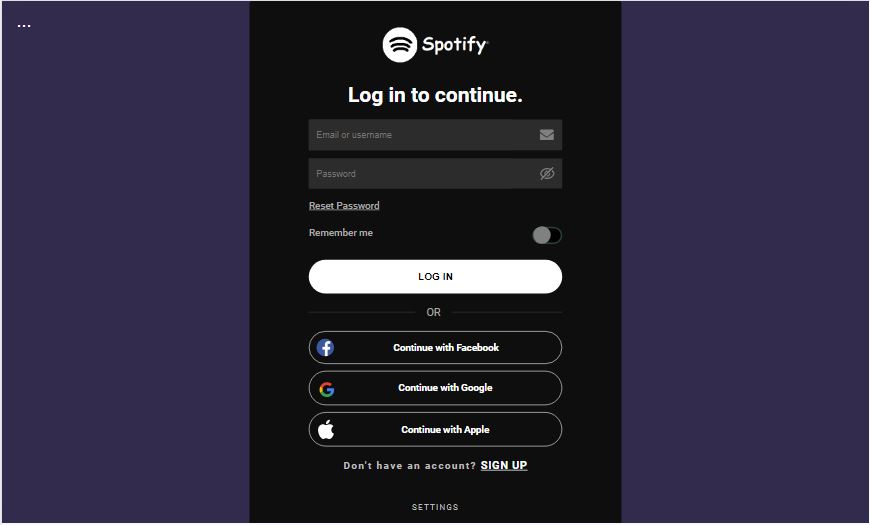 ...
Spotify
Log in to continue.
Email or username
Password
Reset Password
Remember me
LOG IN
OR
Continue with Facebook
Continue with Google
Continue with Apple
Don't have an account? SIGN UP
SETTINGS